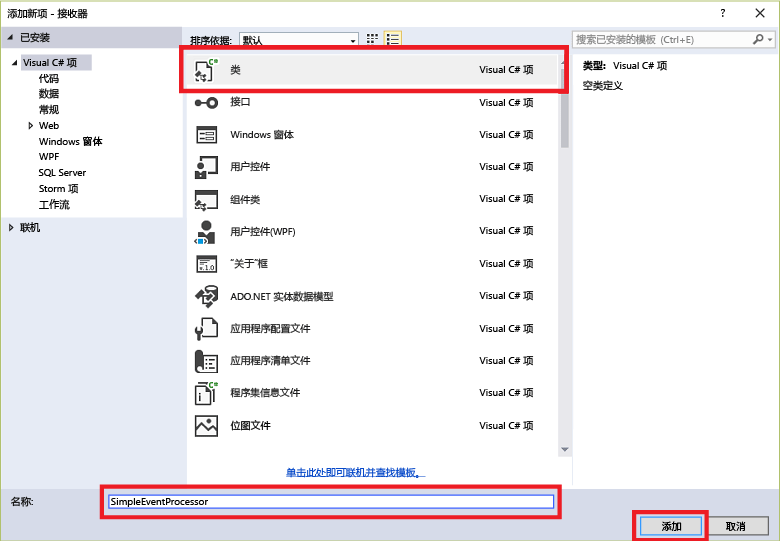 添加新项 - 接收器
? ×
已安装
排序依据: 默认
搜索已安装的模板 (Ctrl+E)
Visual C# 项
代码
数据
常规
Web
Windows 窗体
WPF
SQL Server
Storm 项
工作流
联机
C# 类 Visual C# 项
接口 Visual C# 项
Windows 窗体 Visual C# 项
用户控件 Visual C# 项
组件类 Visual C# 项
用户控件(WPF) Visual C# 项
v.1.0 "关于"框 Visual C# 项
ADO.NET 实体数据模型 Visual C# 项
应用程序配置文件 Visual C# 项
应用程序清单文件 Visual C# 项
C# 程序集信息文件 Visual C# 项
位图文件 Visual C# 项
单击此处即可联机并查找模板。
类型: Visual C# 项
空类定义
名称: SimpleEventProcessor
添加 取消